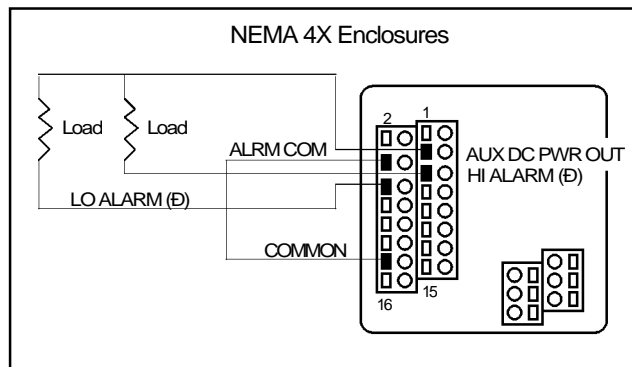 NEMA 4X Enclosures
Load
Load
2
1
ALRM COM
AUX DC PWR OUT
HI ALARM (Ð)
LO ALARM (Ð)
COMMON
16
15